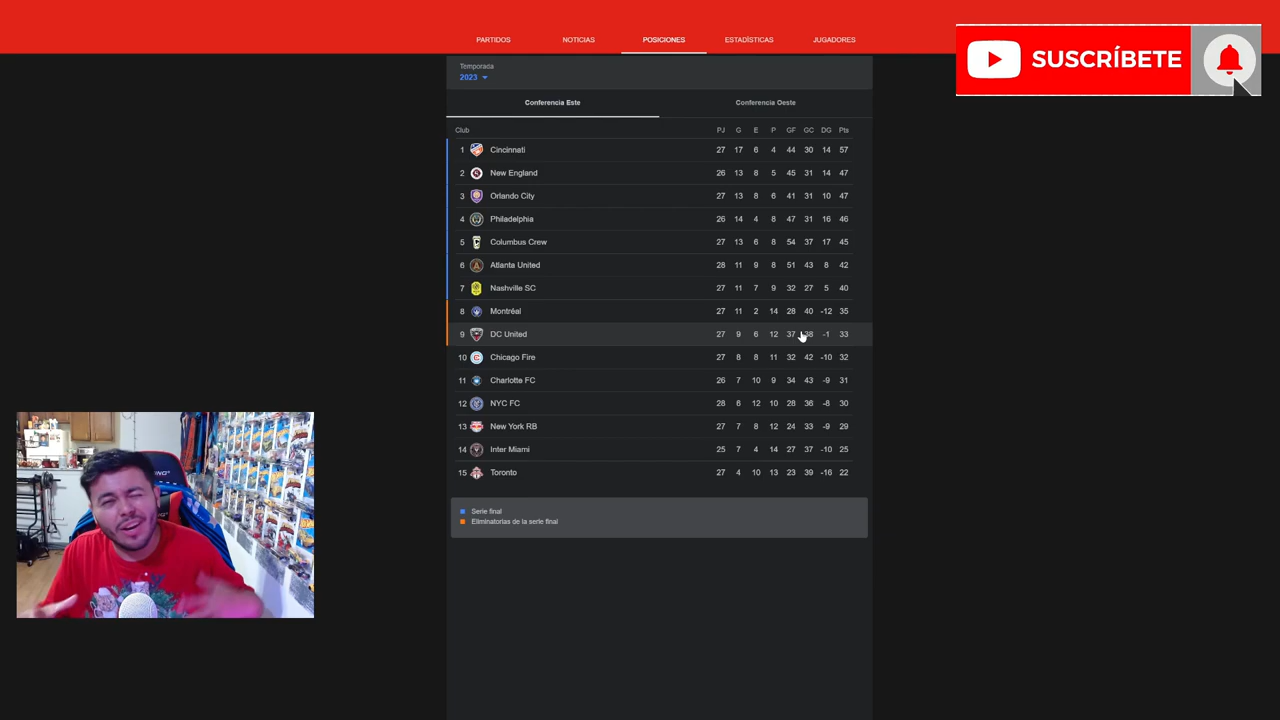 PARTIDOS NOTICIAS POSICIONES ESTADÍSTICAS JUGADORES
SUSCRÍBETE
Temporada
2023
Conferencia Este Conferencia Oeste
Club PJ G E P GF GC DG Pts
1 Cincinnati 27 17 6 4 44 30 14 57
2 New England 26 13 8 5 45 31 14 47
3 Orlando City 27 13 8 6 41 31 10 47
4 Philadelphia 26 14 4 8 47 31 16 46
5 Columbus Crew 27 13 6 8 54 37 17 45
6 Atlanta United 28 11 9 8 51 43 8 42
7 Nashville SC 27 11 7 9 32 27 5 40
8 Montréal 27 11 2 14 28 40 -12 35
9 DC United 27 9 6 12 37 38 -1 33
10 Chicago Fire 27 8 8 11 32 42 -10 32
11 Charlotte FC 26 7 10 9 34 43 -9 31
12 NYC FC 28 6 12 10 28 36 -8 30
13 New York RB 27 7 8 12 24 33 -9 29
14 Inter Miami 25 7 4 14 27 37 -10 25
15 Toronto 27 4 10 13 23 39 -16 22
Serie final
Eliminatorias de la serie final